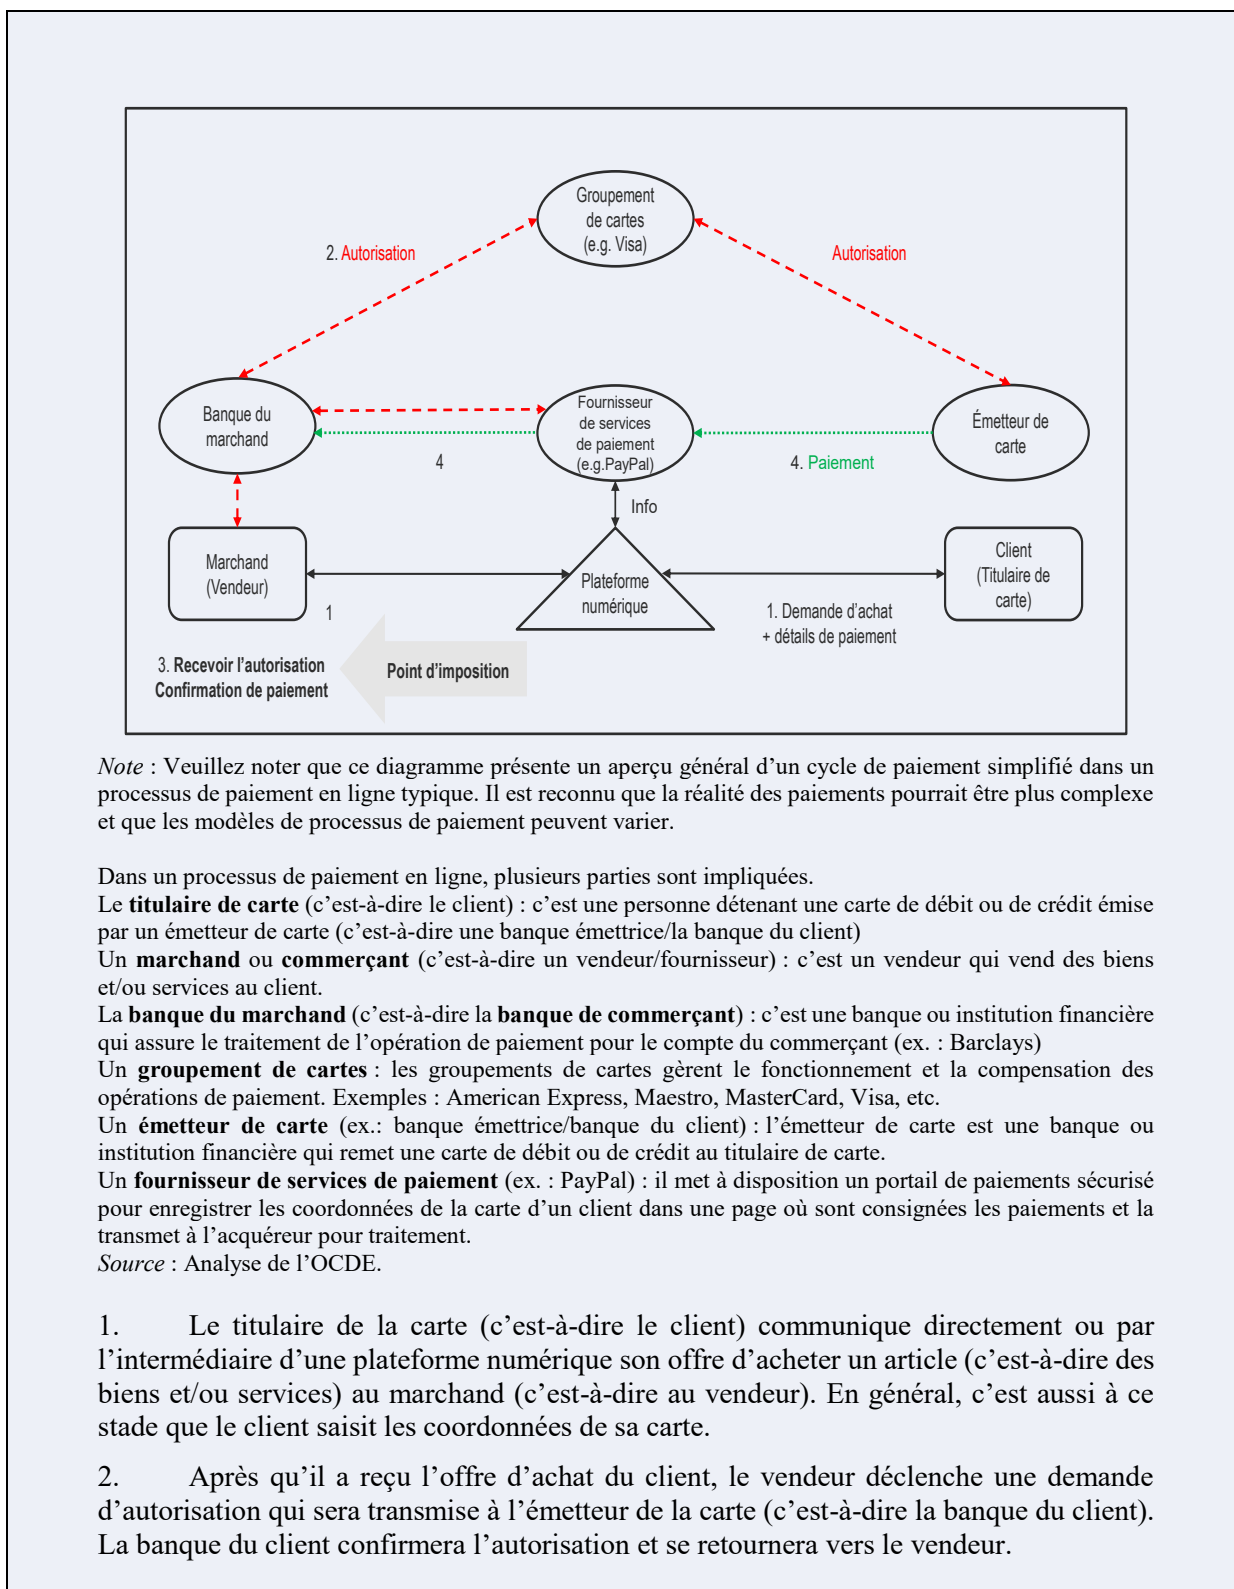 Groupement
de cartes
(e.g. Visa)
2. Autorisation
Autorisation
Banque du
marchand
Fournisseur
de services
de paiement
(e.g.PayPal)
Émetteur de
carte
4
4. Paiement
Info
Marchand
(Vendeur)
Plateforme
numérique
Client
(Titulaire de
carte)
1
1. Demande d’achat
+ détails de paiement
3. Recevoir l’autorisation
Confirmation de paiement
Point d’imposition
Note : Veuillez noter que ce diagramme présente un aperçu général d’un cycle de paiement simplifié dans un
processus de paiement en ligne typique. Il est reconnu que la réalité des paiements pourrait être plus complexe
et que les modèles de processus de paiement peuvent varier.
Dans un processus de paiement en ligne, plusieurs parties sont impliquées.
Le titulaire de carte (c’est-à-dire le client) : c’est une personne détenant une carte de débit ou de crédit émise
par un émetteur de carte (c’est-à-dire une banque émettrice/la banque du client)
Un marchand ou commerçant (c’est-à-dire un vendeur/fournisseur) : c’est un vendeur qui vend des biens
et/ou services au client.
La banque du marchand (c’est-à-dire la banque de commerçant) : c’est une banque ou institution financière
qui assure le traitement de l’opération de paiement pour le compte du commerçant (ex. : Barclays)
Un groupement de cartes : les groupements de cartes gèrent le fonctionnement et la compensation des
opérations de paiement. Exemples : American Express, Maestro, MasterCard, Visa, etc.
Un émetteur de carte (ex.: banque émettrice/banque du client) : l’émetteur de carte est une banque ou
institution financière qui remet une carte de débit ou de crédit au titulaire de carte.
Un fournisseur de services de paiement (ex. : PayPal) : il met à disposition un portail de paiements sécurisé
pour enregistrer les coordonnées de la carte d’un client dans une page où sont consignées les paiements et la
transmet à l’acquéreur pour traitement.
Source : Analyse de l’OCDE.
1. Le titulaire de la carte (c’est-à-dire le client) communique directement ou par
l’intermédiaire d’une plateforme numérique son offre d’acheter un article (c’est-à-dire des
biens et/ou services) au marchand (c’est-à-dire au vendeur). En général, c’est aussi à ce
stade que le client saisit les coordonnées de sa carte.
2. Après qu’il a reçu l’offre d’achat du client, le vendeur déclenche une demande
d’autorisation qui sera transmise à l’émetteur de la carte (c’est-à-dire la banque du client).
La banque du client confirmera l’autorisation et se retournera vers le vendeur.